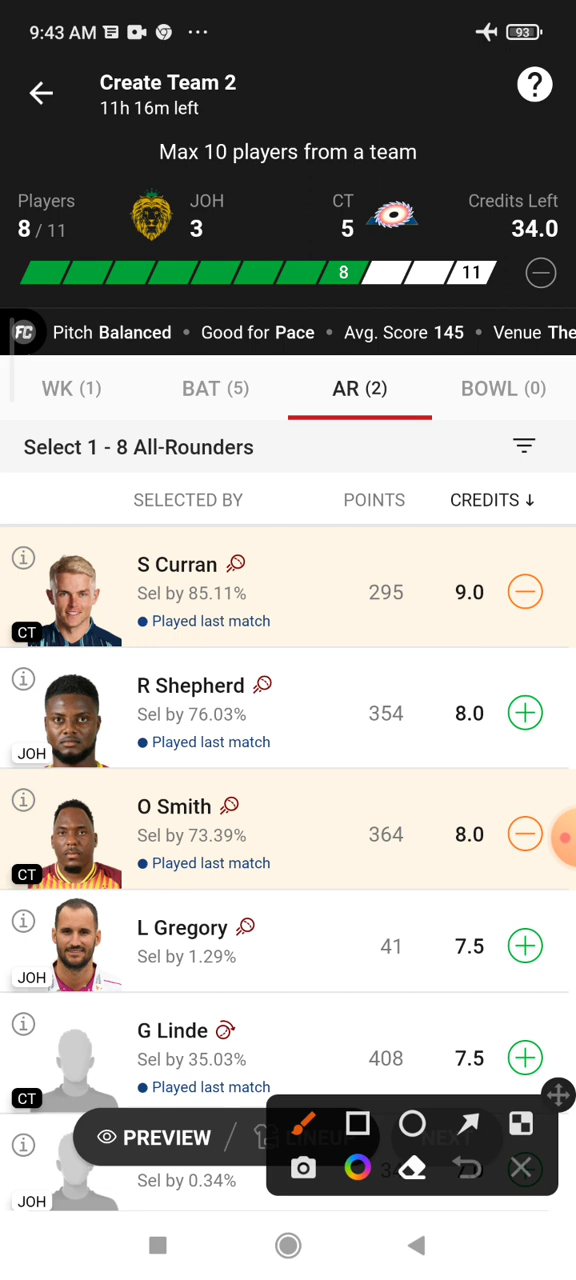 9:43 AM ••• 93
Create Team 2
11h 16m left
?
Max 10 players from a team
Players JOH CT Credits Left
8 / 11 3 5 34.0
8 11
FC Pitch Balanced • Good for Pace • Avg. Score 145 • Venue The
WK (1) BAT (5) AR (2) BOWL (0)
Select 1 - 8 All-Rounders
SELECTED BY POINTS CREDITS ↓
S Curran
Sel by 85.11% 295 9.0
Played last match
CT
R Shepherd
Sel by 76.03% 354 8.0
Played last match
JOH
O Smith
Sel by 73.39% 364 8.0
Played last match
CT
L Gregory
Sel by 1.29% 41 7.5
JOH
G Linde
Sel by 35.03% 408 7.5
Played last match
CT
PREVIEW / LINEUP NEXT
Sel by 0.34%
JOH